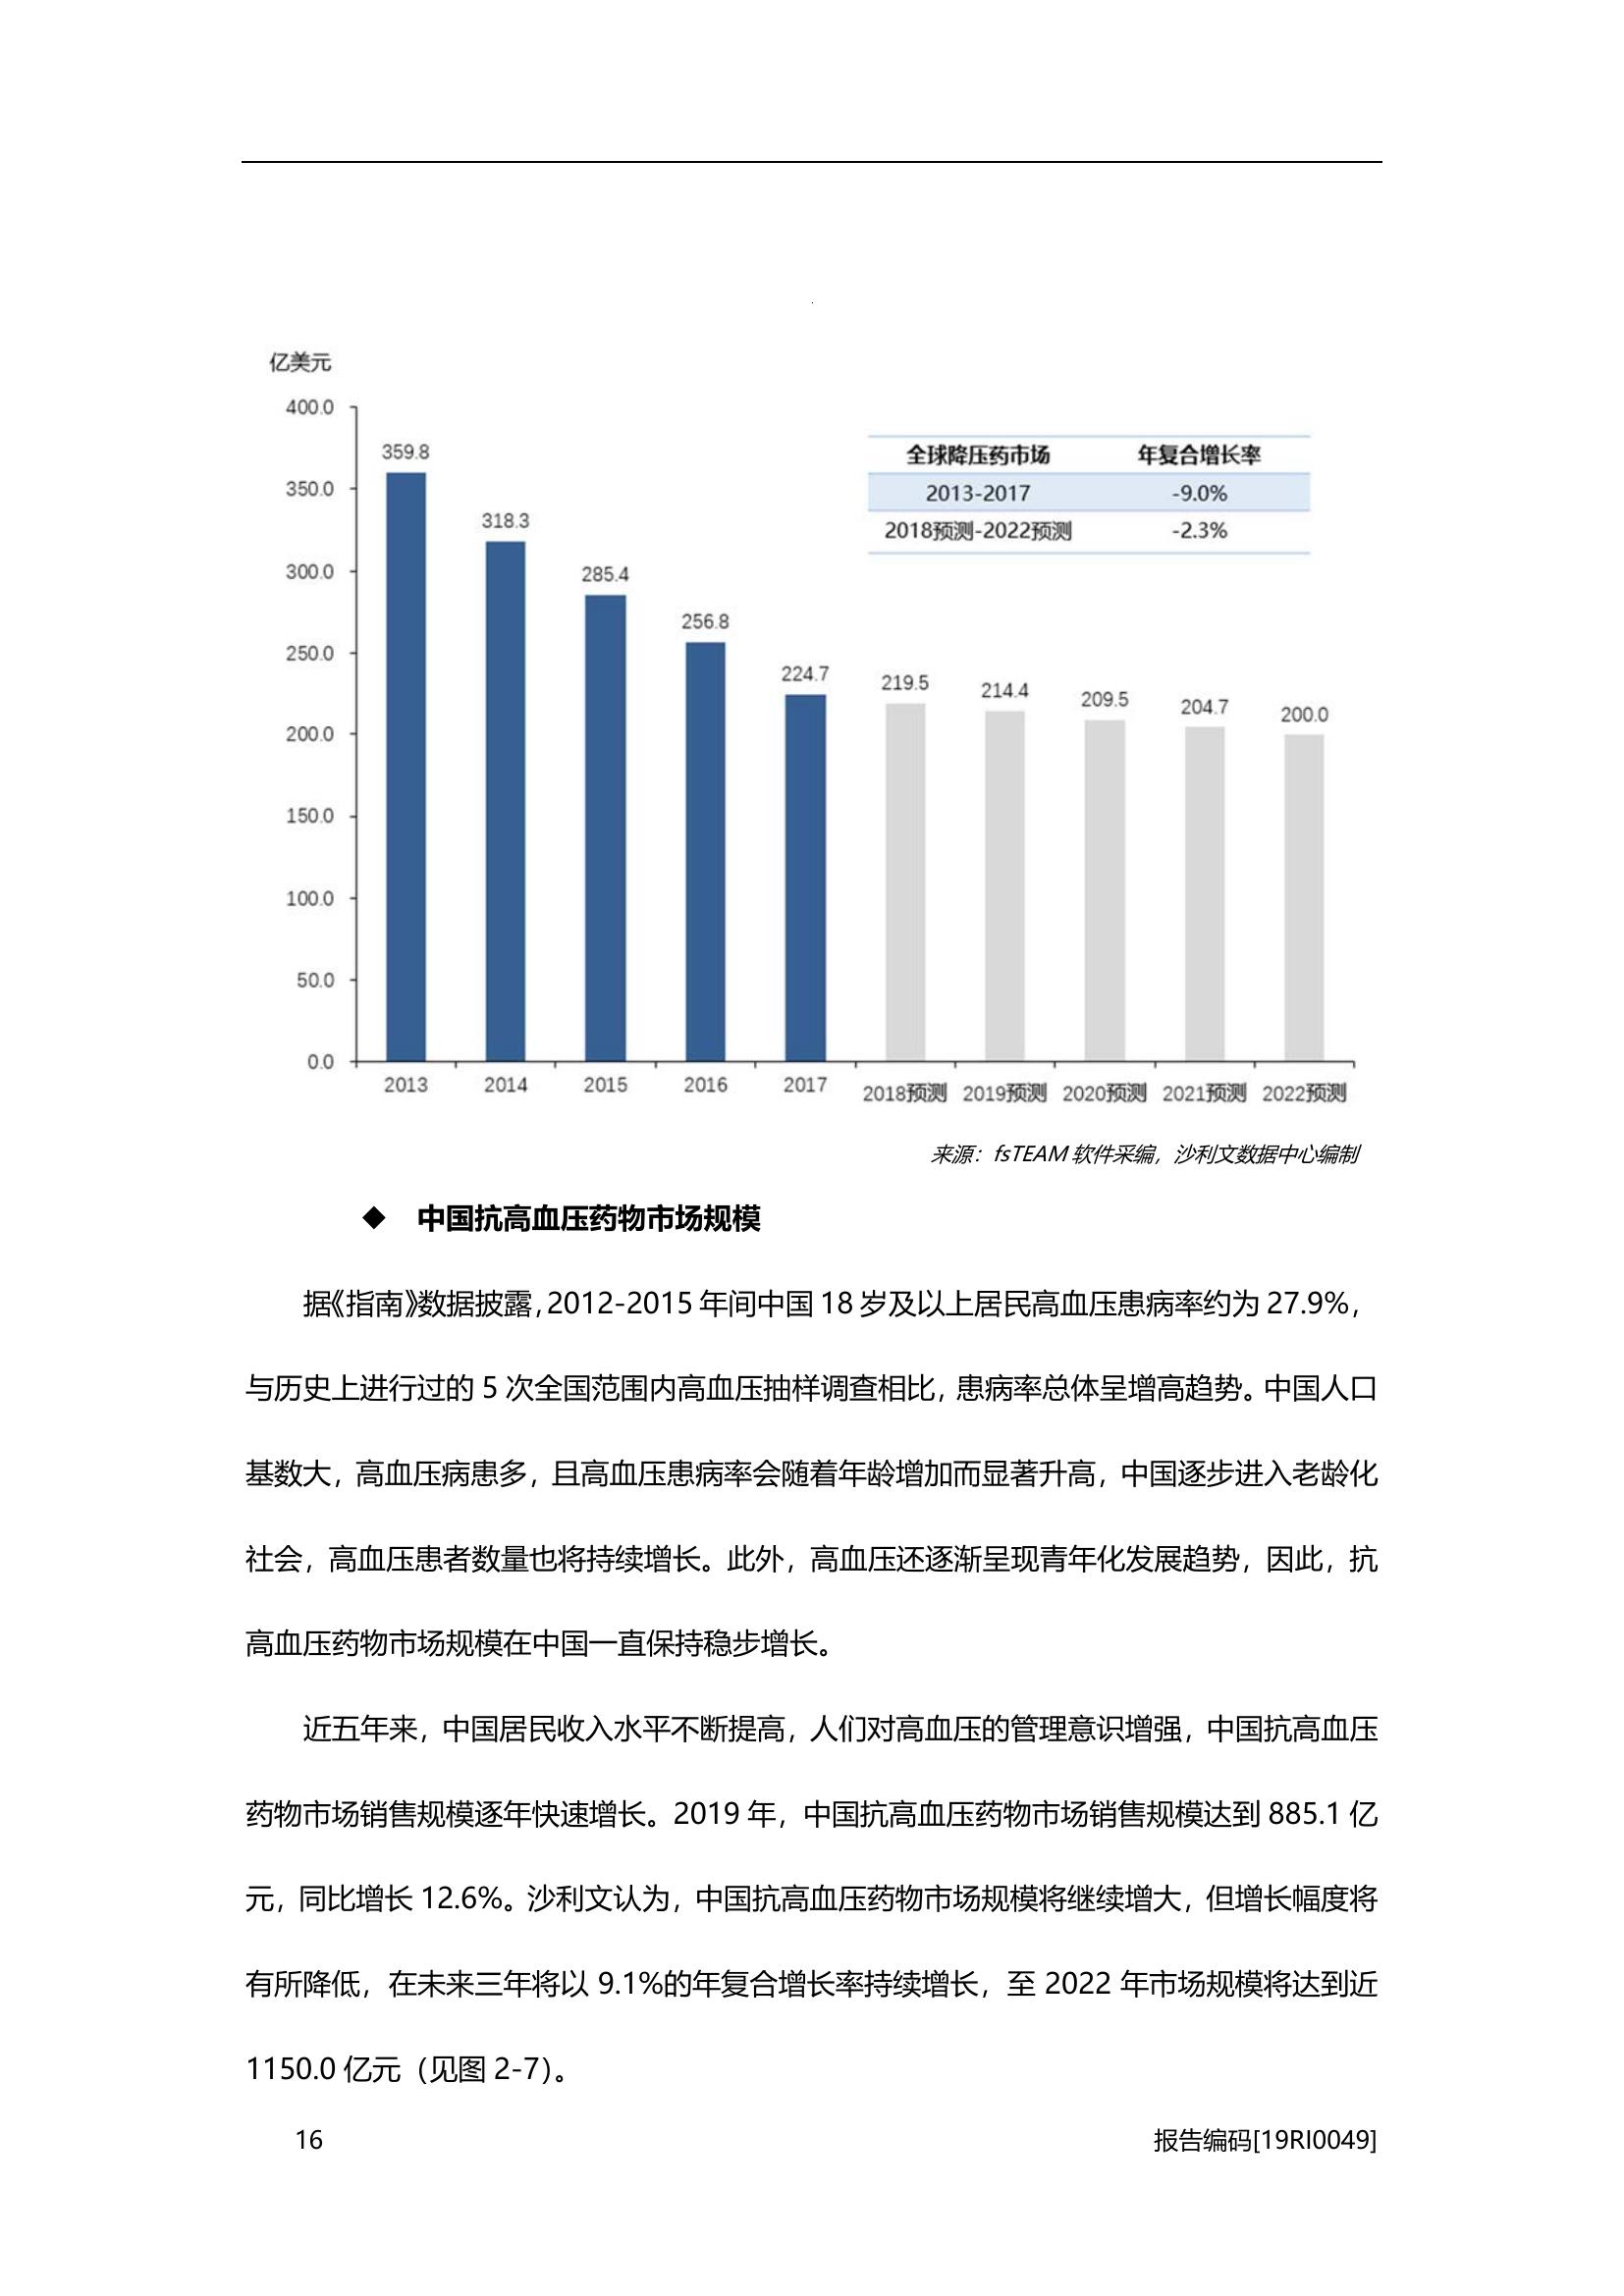 亿美元
400.0
350.0
300.0
250.0
200.0
150.0
100.0
50.0
0.0
359.8
318.3
285.4
256.8
224.7
219.5
214.4
209.5
204.7
200.0
全球降压药市场 年复合增长率
2013-2017 -9.0%
2018预测-2022预测 -2.3%
2013 2014 2015 2016 2017 2018预测 2019预测 2020预测 2021预测 2022预测
来源：fsTEAM 软件采编，沙利文数据中心编制
◆ 中国抗高血压药物市场规模
据《指南》数据披露，2012-2015 年间中国 18 岁及以上居民高血压患病率约为 27.9%，
与历史上进行过的 5 次全国范围内高血压抽样调查相比，患病率总体呈增高趋势。中国人口
基数大，高血压病患多，且高血压患病率会随着年龄增加而显著升高，中国逐步进入老龄化
社会，高血压患者数量也将持续增长。此外，高血压还逐渐呈现青年化发展趋势，因此，抗
高血压药物市场规模在中国一直保持稳步增长。
近五年来，中国居民收入水平不断提高，人们对高血压的管理意识增强，中国抗高血压
药物市场销售规模逐年快速增长。2019 年，中国抗高血压药物市场销售规模达到 885.1 亿
元，同比增长 12.6%。沙利文认为，中国抗高血压药物市场规模将继续增大，但增长幅度将
有所降低，在未来三年将以 9.1%的年复合增长率持续增长，至 2022 年市场规模将达到近
1150.0 亿元（见图 2-7）。
16 报告编码[19RI0049]